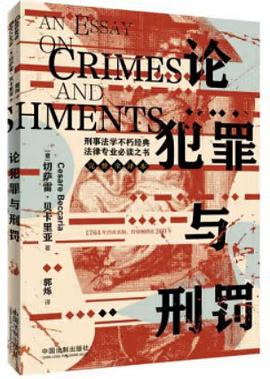 AN ESSAY
ON
CRIMES
AND
SHMENTS
论
犯罪
与
刑罚
刑事法学不朽经典
法律专业必读之书
[意]切萨雷·贝卡里亚 著
Cesare Beccaria
郭烁 译
中国法制出版社
论犯罪与刑罚